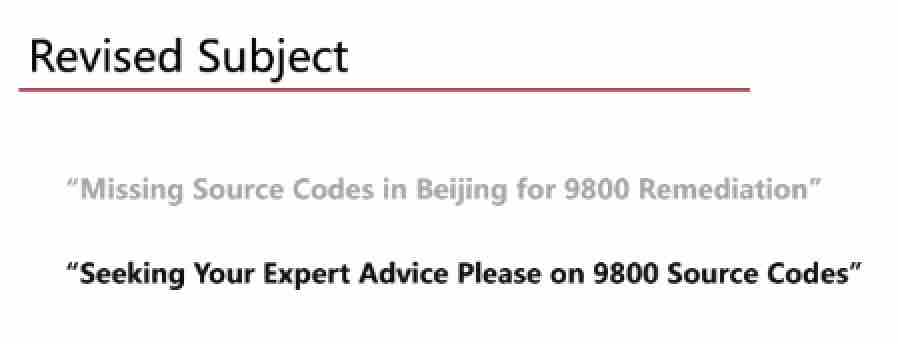 Revised Subject
“Missing Source Codes in Beijing for 9800 Remediation”
“Seeking Your Expert Advice Please on 9800 Source Codes”